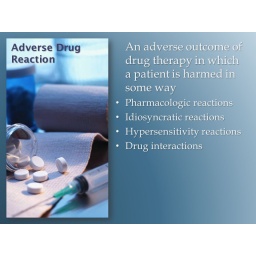 Adverse Drug
Reaction
An adverse outcome of
drug therapy in which
a patient is harmed in
some way
• Pharmacologic reactions
• Idiosyncratic reactions
• Hypersensitivity reactions
• Drug interactions